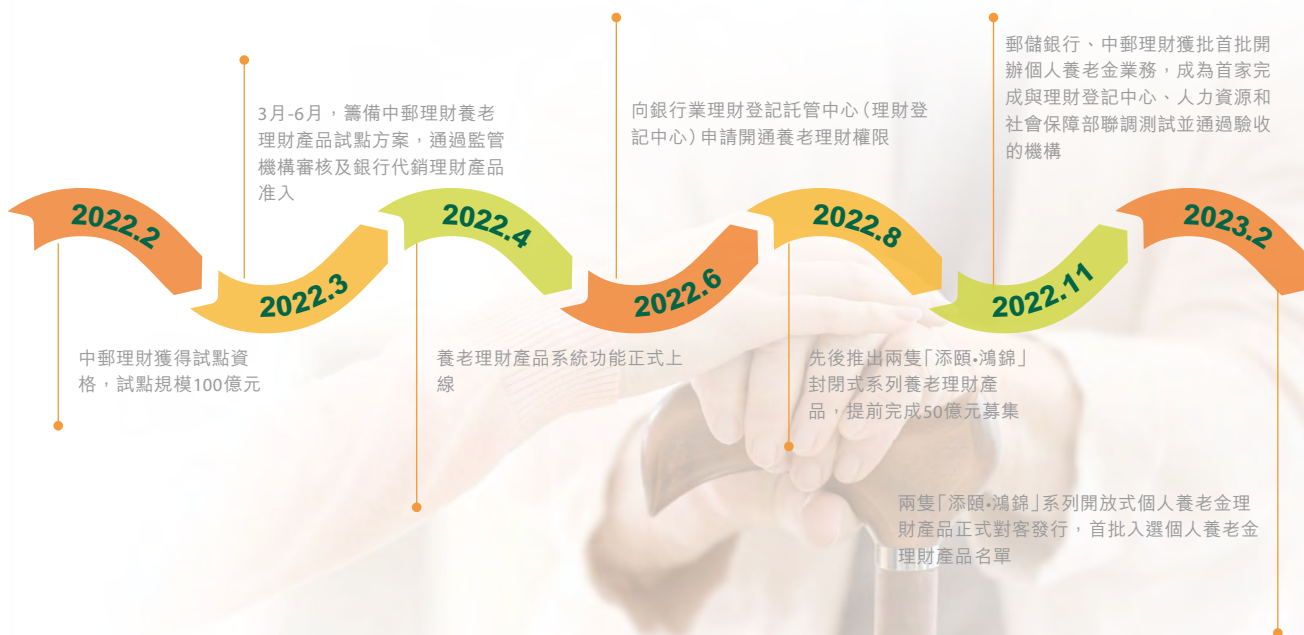 2022.2
中郵理財獲得試點資
格，試點規模100億元
2022.3
3月-6月，籌備中郵理財養老
理財產品試點方案，通過監管
機構審核及銀行代銷理財產品
准入
2022.4
養老理財產品系統功能正式上
線
2022.6
向銀行業理財登記託管中心（理財登
記中心）申請開通養老理財權限
2022.8
先後推出兩隻「添頤•鴻錦」
封閉式系列養老理財產
品，提前完成50億元募集
2022.11
郵儲銀行、中郵理財獲批首批開
辦個人養老金業務，成為首家完
成與理財登記中心、人力資源和
社會保障部聯調測試並通過驗收
的機構
2023.2
兩隻「添頤•鴻錦」系列開放式個人養老金理
財產品正式對客發行，首批入選個人養老金
理財產品名單